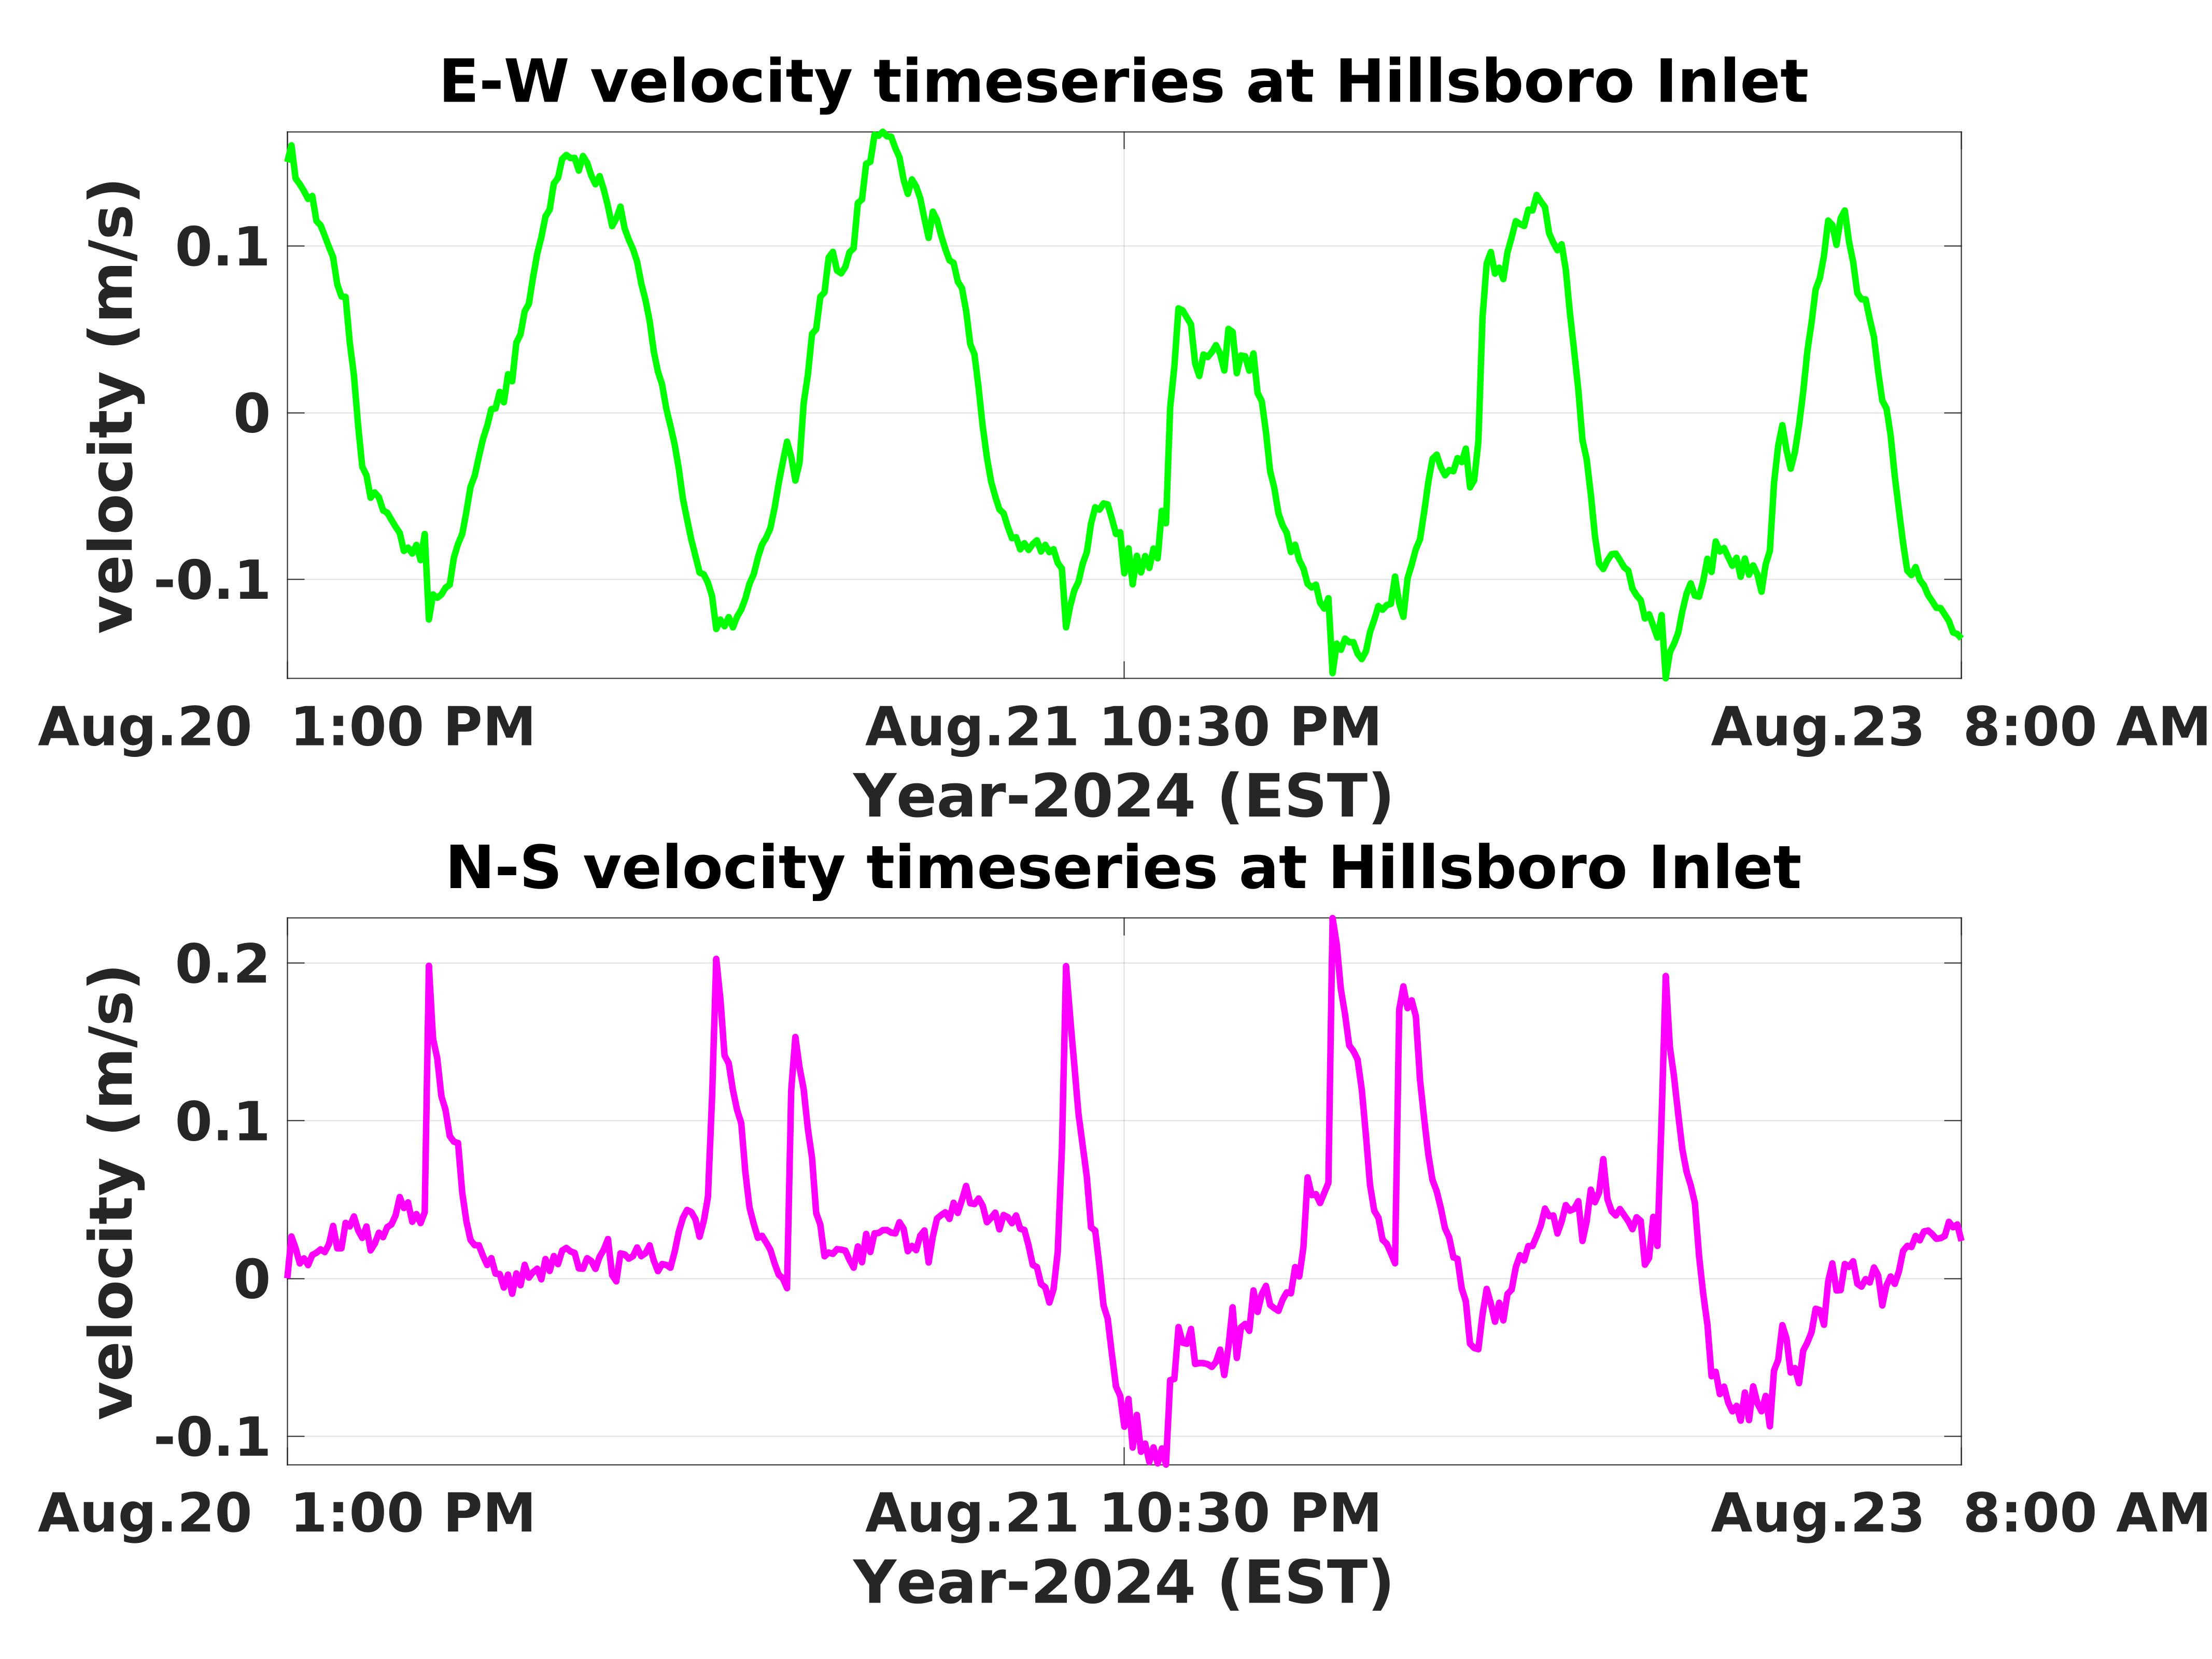 E-W velocity timeseries at Hillsboro Inlet
velocity (m/s)
0.1
0
-0.1
Aug.20 1:00 PM Aug.21 10:30 PM Aug.23 8:00 AM
Year-2024 (EST)
N-S velocity timeseries at Hillsboro Inlet
velocity (m/s)
0.2
0.1
0
-0.1
Aug.20 1:00 PM Aug.21 10:30 PM Aug.23 8:00 AM
Year-2024 (EST)